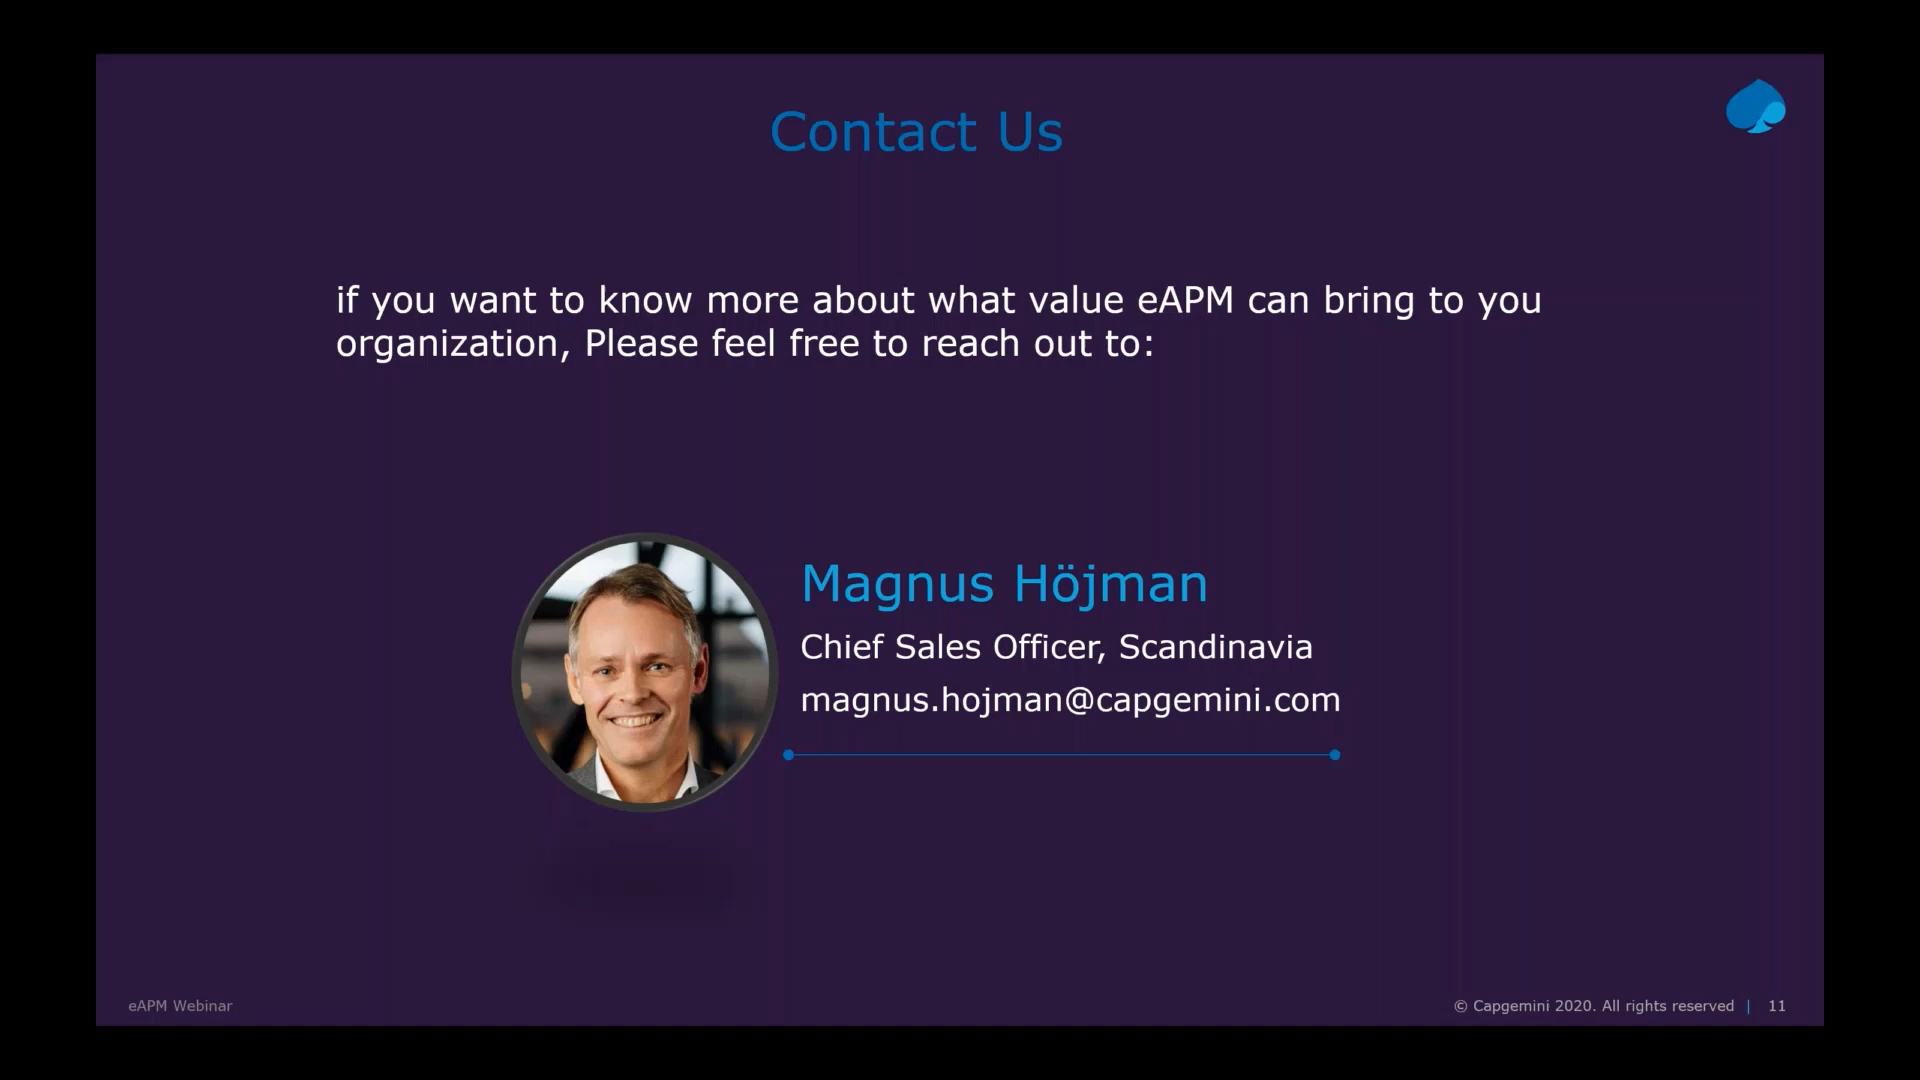 Contact Us
if you want to know more about what value eAPM can bring to you
organization, Please feel free to reach out to:
Magnus Höjman
Chief Sales Officer, Scandinavia
magnus.hojman@capgemini.com
eAPM Webinar
© Capgemini 2020. All rights reserved | 11